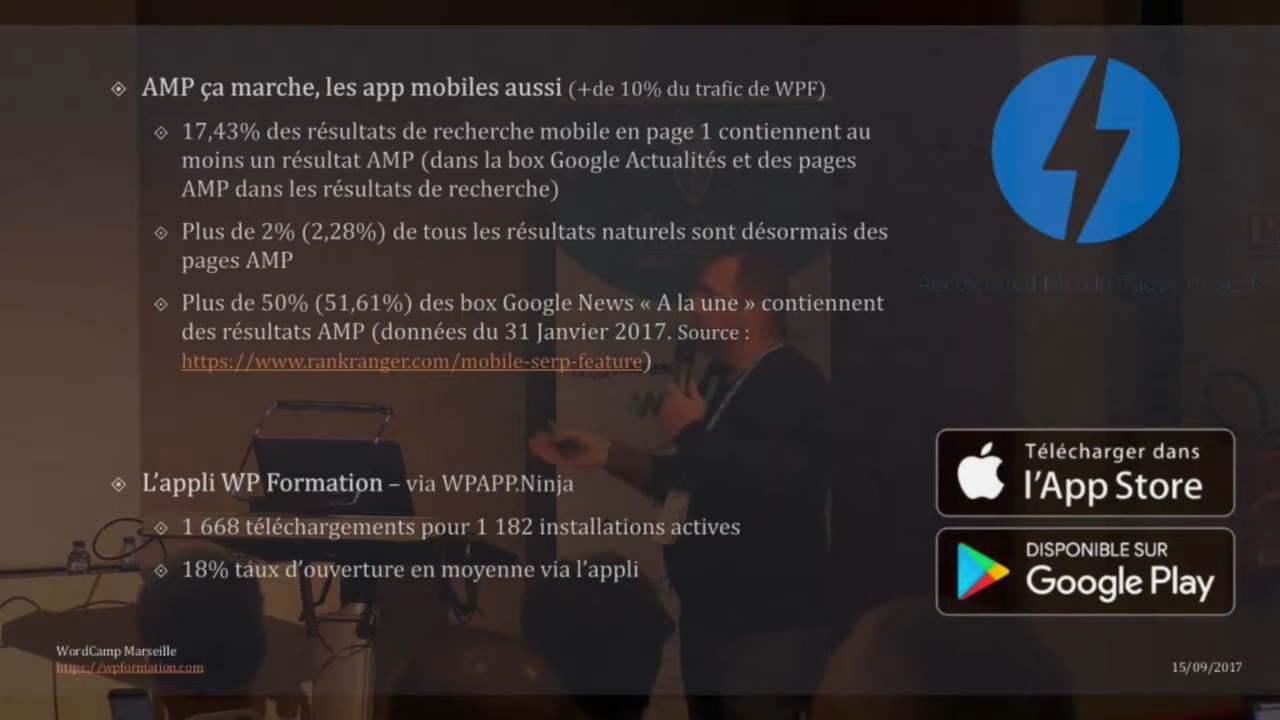 AMP ça marche, les app mobiles aussi (+de 10% du trafic de WPF)
17,43% des résultats de recherche mobile en page 1 contiennent au
moins un résultat AMP (dans la box Google Actualités et des pages
AMP dans les résultats de recherche)
Plus de 2% (2,28%) de tous les résultats naturels sont désormais des
pages AMP
Plus de 50% (51,61%) des box Google News « A la une » contiennent
des résultats AMP (données du 31 Janvier 2017. Source :
https://www.rankranger.com/mobile-serp-feature)
Accelerated Mobile Pages Project
L'appli WP Formation – via WPAPP.Ninja
1 668 téléchargements pour 1 182 installations actives
18% taux d'ouverture en moyenne via l'appli
Télécharger dans
l'App Store
DISPONIBLE SUR
Google Play
WordCamp Marseille
https://wpformation.com
15/09/2017